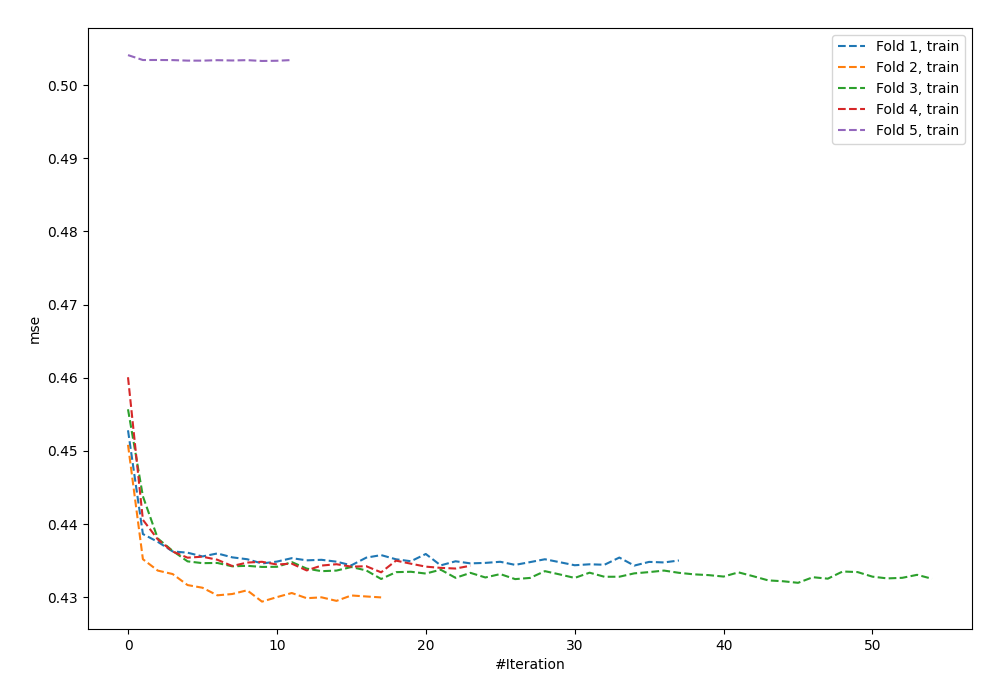 Fold 1, train
Fold 2, train
Fold 3, train
Fold 4, train
Fold 5, train
0.50
0.49
0.48
0.47
0.46
0.45
0.44
0.43
mse
0
10
20
30
40
50
#Iteration